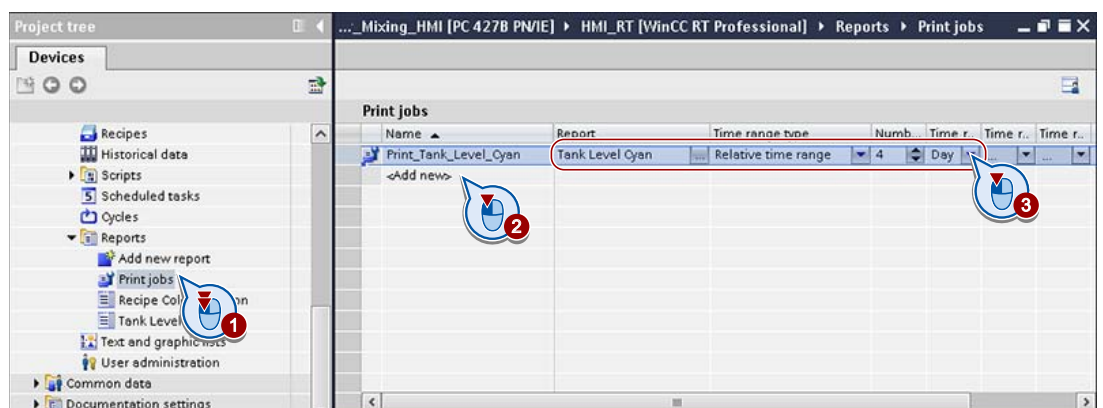 Project tree
..._Mixing_HMI [PC 427B PN/IE] HMI_RT [WinCC RT Professional] Reports Print jobs
Devices
Print jobs
Name Report Time range type Numb... Time r.. Time r.. Time r..
Print_Tank_Level_Cyan Tank Level Cyan ... Relative time range 4 Day ... ...
<Add new>
Recipes
Historical data
Scripts
5 Scheduled tasks
Cycles
Reports
Add new report
Print jobs
Recipe Col on
Tank Level
Text and graphic lists
User administration
Common data
Documentation settings
1
2
3